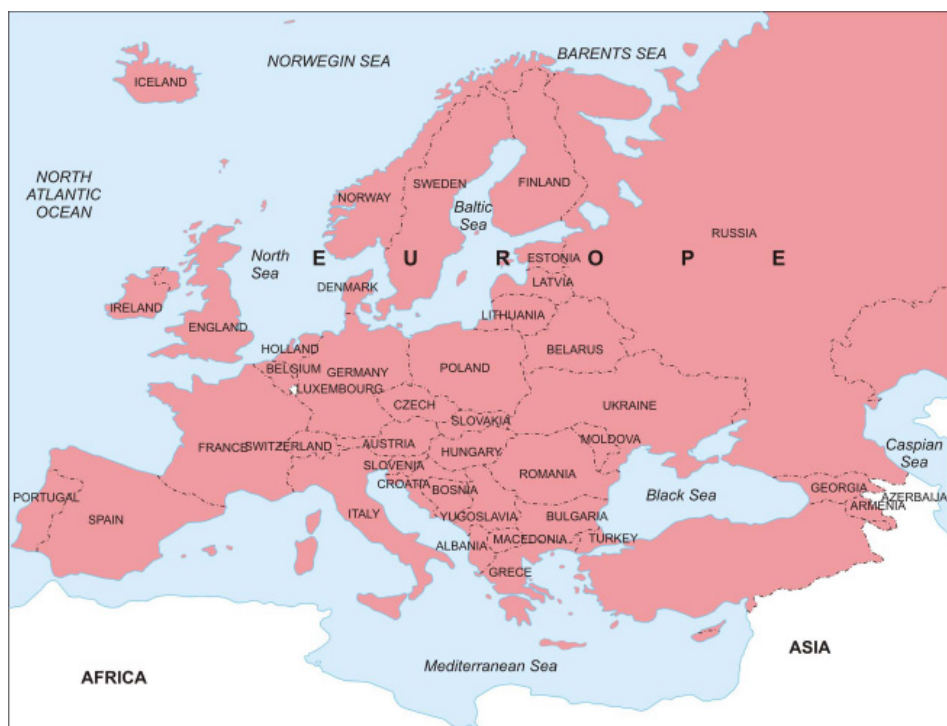 NORWEGIN SEA
BARENTS SEA
ICELAND
NORTH
ATLANTIC
OCEAN
SWEDEN
FINLAND
NORWAY
Baltic
Sea
RUSSIA
North
Sea
E U R O P E
ESTONIA
LATVIA
DENMARK
IRELAND
LITHUANIA
ENGLAND
HOLLAND
BELARUS
BELGIUM
GERMANY
POLAND
LUXEMBOURG
CZECH
UKRAINE
SLOVAKIA
FRANCE
SWITZERLAND
AUSTRIA
MOLDOVA
Caspian
Sea
HUNGARY
SLOVENIA
ROMANIA
CROATIA
BOSNIA
GEORGIA
PORTUGAL
Black Sea
AZERBAIJA
ARMENIA
SPAIN
ITALY
YUGOSLAVIA
BULGARIA
MACEDONIA
TURKEY
ALBANIA
GRECE
ASIA
Mediterranean Sea
AFRICA